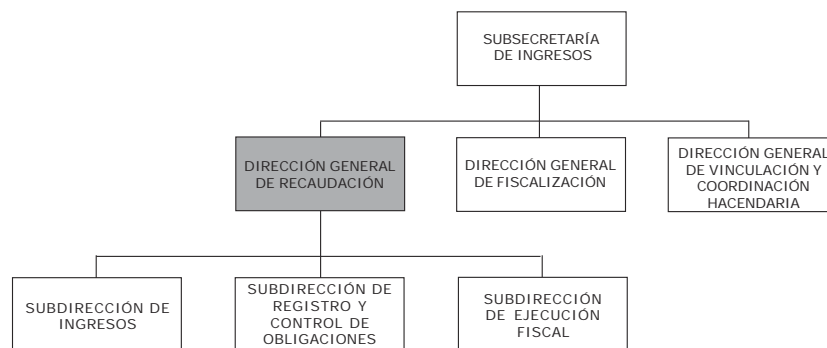 SUBSECRETARÍA
DE INGRESOS
DIRECCIÓN GENERAL
DE RECAUDACIÓN
DIRECCIÓN GENERAL
DE FISCALIZACIÓN
DIRECCIÓN GENERAL
DE VINCULACIÓN Y
COORDINACIÓN
HACENDARIA
SUBDIRECCIÓN DE
INGRESOS
SUBDIRECCIÓN DE
REGISTRO Y
CONTROL DE
OBLIGACIONES
SUBDIRECCIÓN
DE EJECUCIÓN
FISCAL